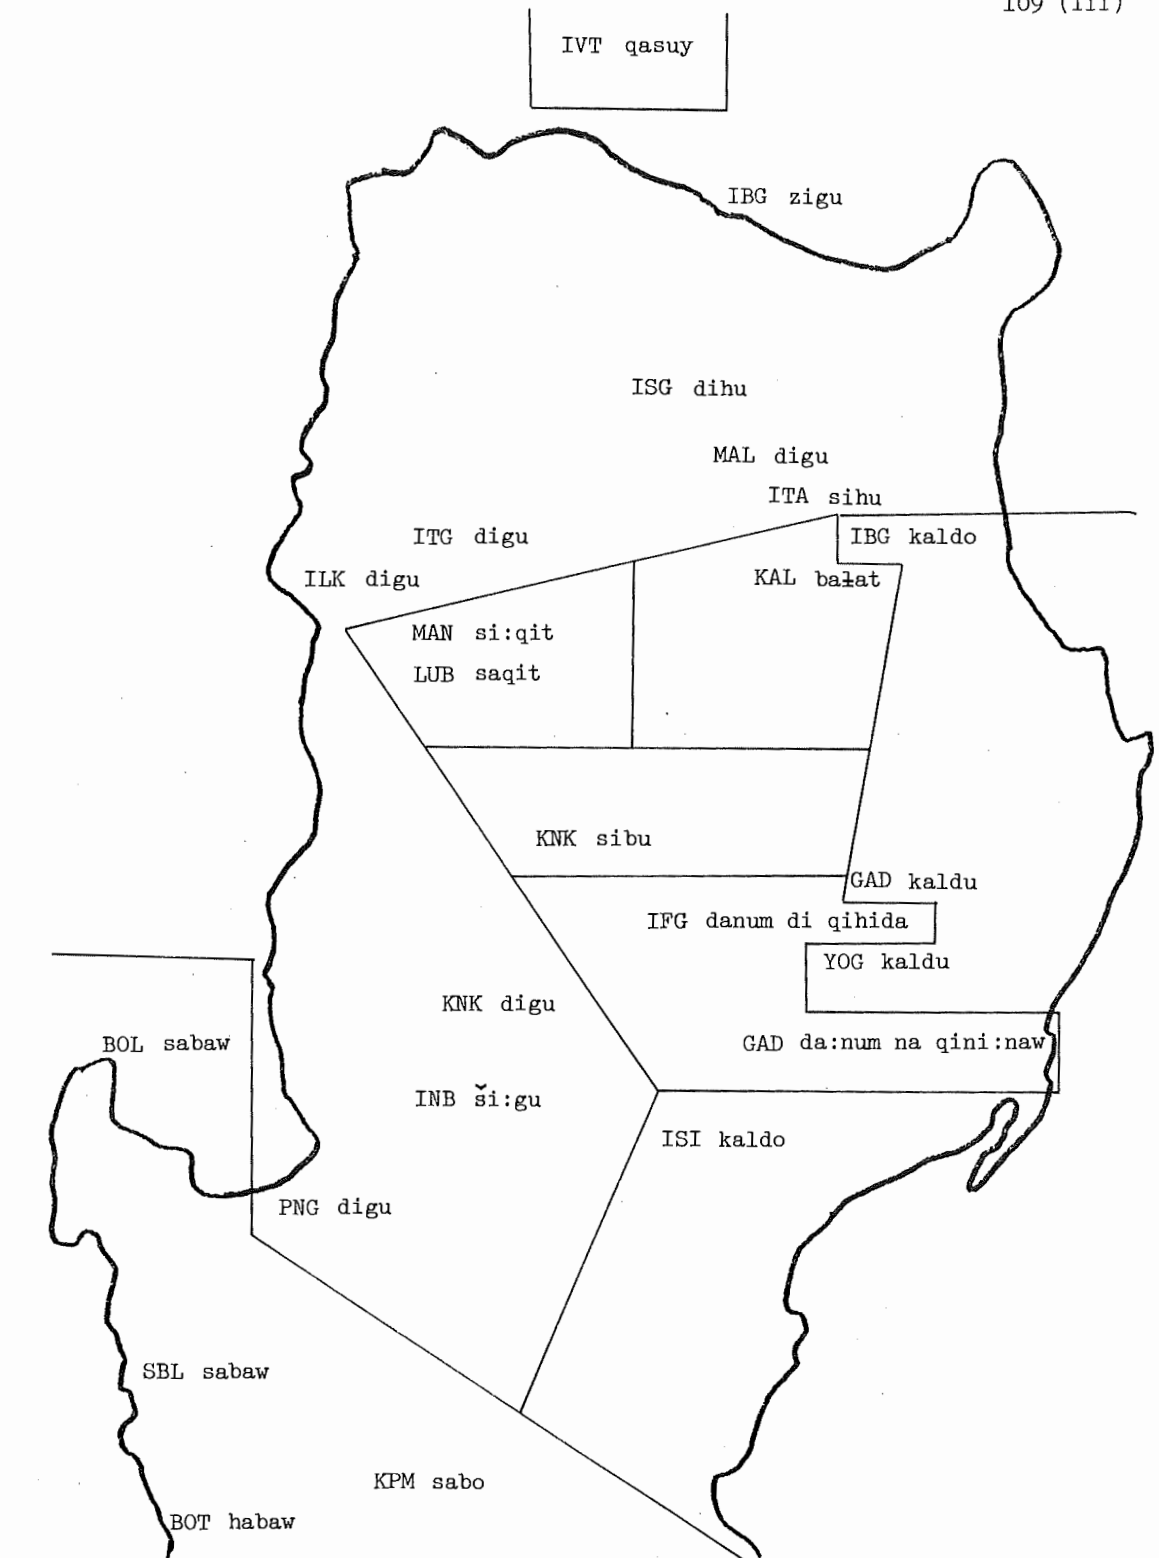 109 (iii)
IVT qasuy
IBG zigu
ISG dihu
MAL digu
ITA sihu
ITG digu
IBG kaldo
ILK digu
KAL baƚat
MAN si:qit
LUB saqit
KNK sibu
GAD kaldu
IFG danum di qihida
YOG kaldu
KNK digu
BOL sabaw
GAD da:num na qini:naw
INB ši:gu
ISI kaldo
PNG digu
SBL sabaw
KPM sabo
BOT habaw